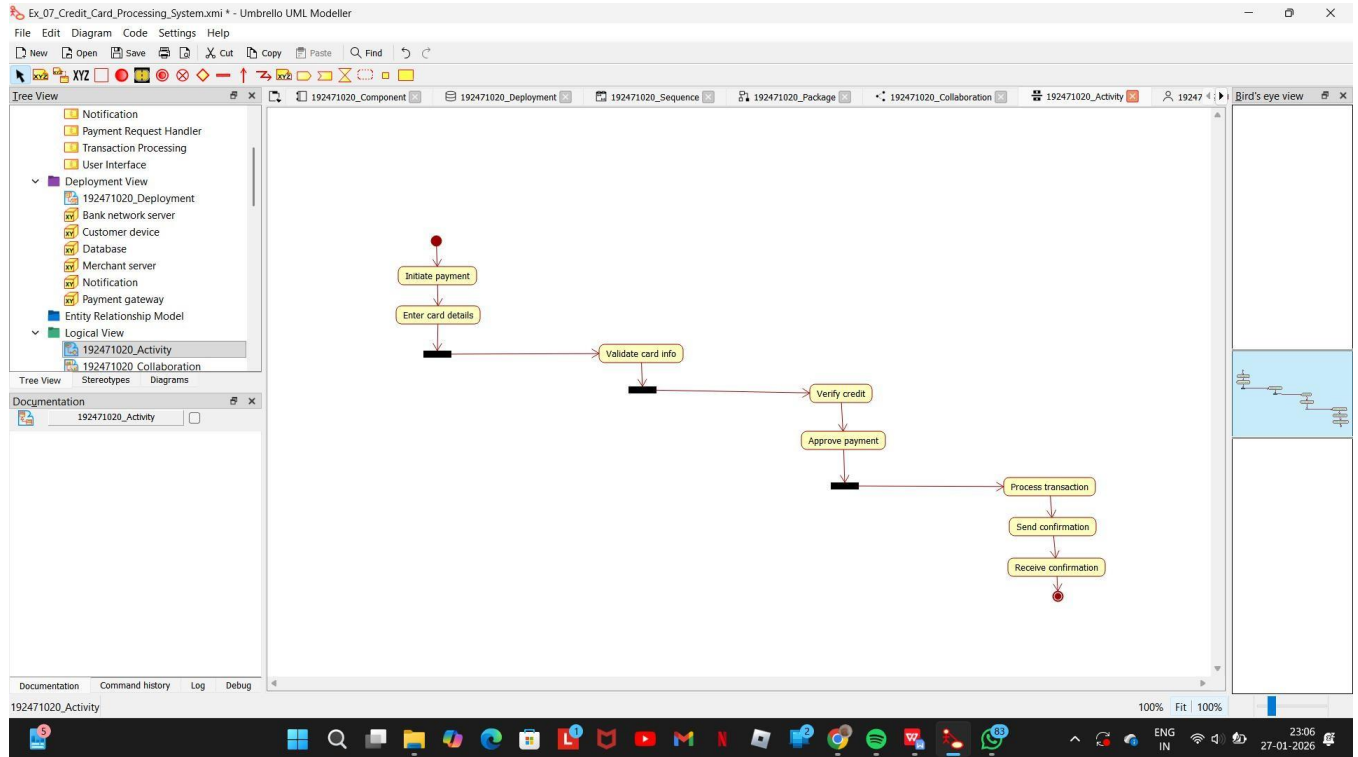 Ex_07_Credit_Card_Processing_System.xmi * - Umbrello UML Modeller
File Edit Diagram Code Settings Help
New Open Save Cut Copy Paste Find
XYZ
Tree View
192471020_Component 192471020_Deployment 192471020_Sequence 192471020_Package 192471020_Collaboration 192471020_Activity 19247
Bird's eye view
Notification
Payment Request Handler
Transaction Processing
User Interface
Deployment View
192471020_Deployment
Bank network server
Customer device
Database
Merchant server
Notification
Payment gateway
Entity Relationship Model
Logical View
192471020_Activity
192471020_Collaboration
Tree View Stereotypes Diagrams
Documentation
192471020_Activity
Initiate payment
Enter card details
Validate card info
Verify credit
Approve payment
Process transaction
Send confirmation
Receive confirmation
Documentation Command history Log Debug
192471020_Activity
100% Fit 100%
5
1
2
83
ENG
IN
23:06
27-01-2026